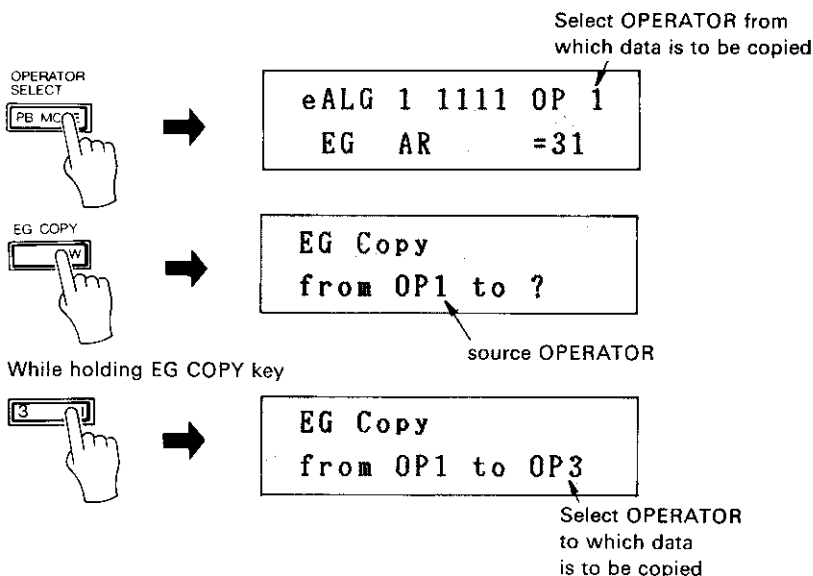 Select OPERATOR from
which data is to be copied
OPERATOR
SELECT
PB MODE
eALG 1 1111 OP 1
EG AR =31
EG COPY
W
EG Copy
from OP1 to ?
source OPERATOR
While holding EG COPY key
3
EG Copy
from OP1 to OP3
Select OPERATOR
to which data
is to be copied